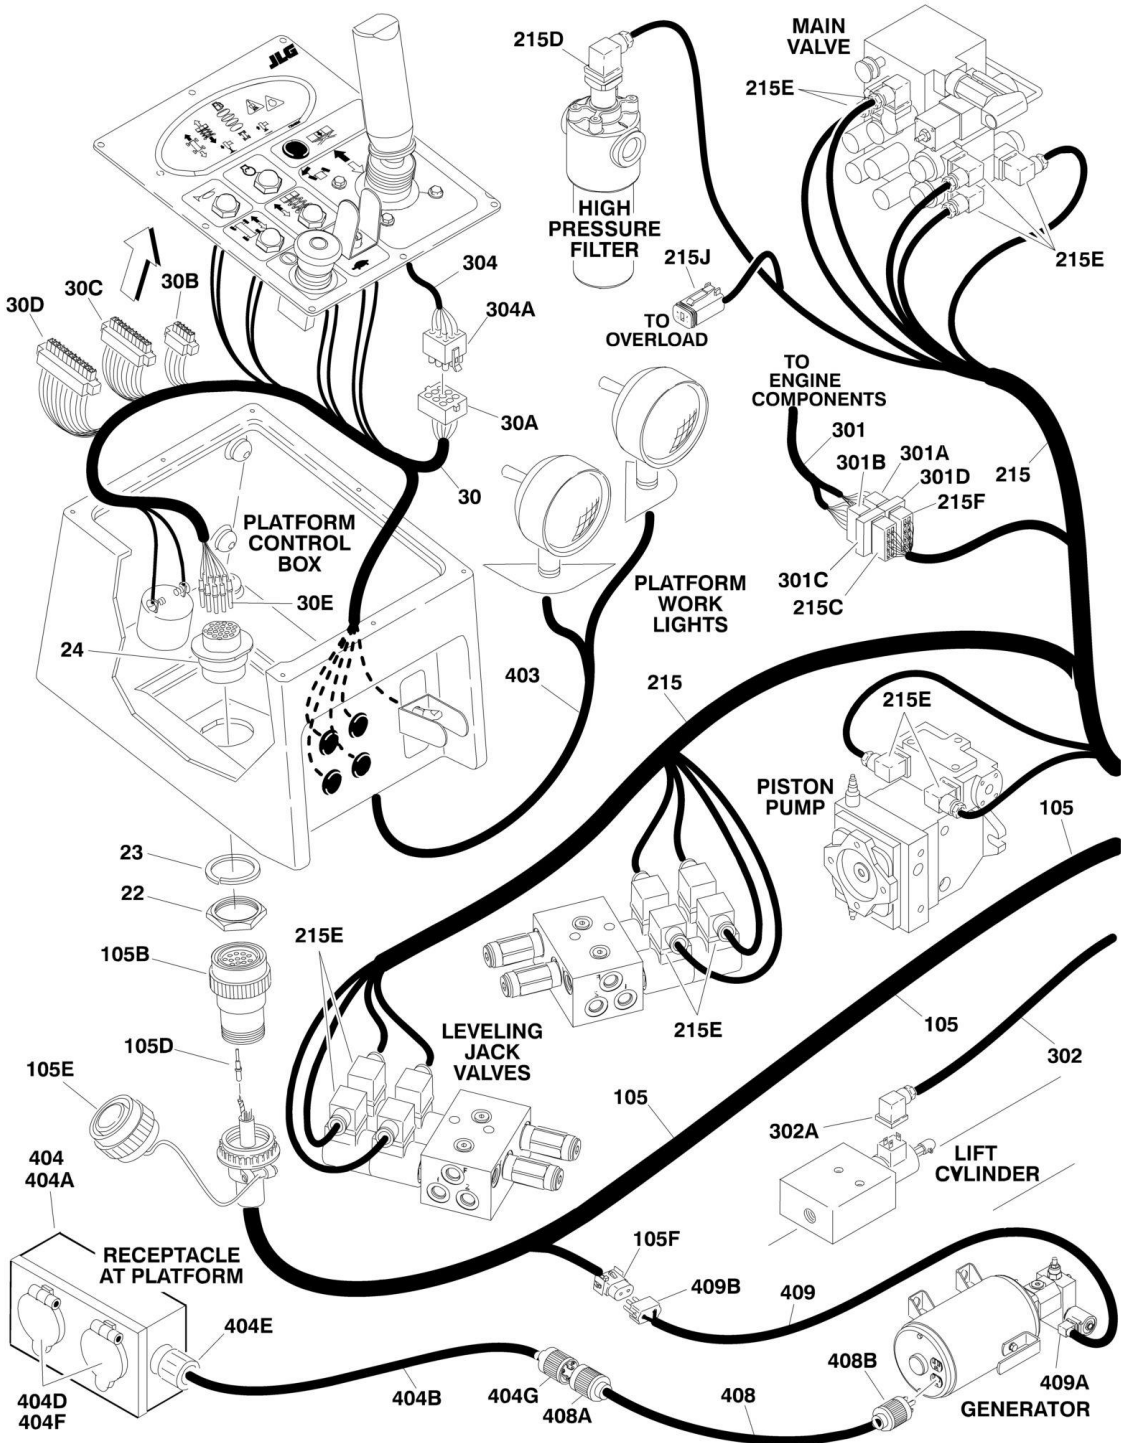 215D
MAIN
VALVE
215E
JLG
HIGH
PRESSURE
FILTER
215J
TO
OVERLOAD
215E
304
304A
30B
30C
30D
TO
ENGINE
COMPONENTS
301
301A
301B
301D
215F
215
30A
30
PLATFORM
CONTROL
BOX
30E
24
301C
215C
PLATFORM
WORK
LIGHTS
403
215
215E
PISTON
PUMP
105
23
22
105B
215E
215E
105D
105E
LEVELING
JACK
VALVES
105
105
302
302A
LIFT
CYLINDER
404
404A
RECEPTACLE
AT PLATFORM
105F
409B
409
404E
404D
404F
404B
404G
408A
408
408B
409A
GENERATOR